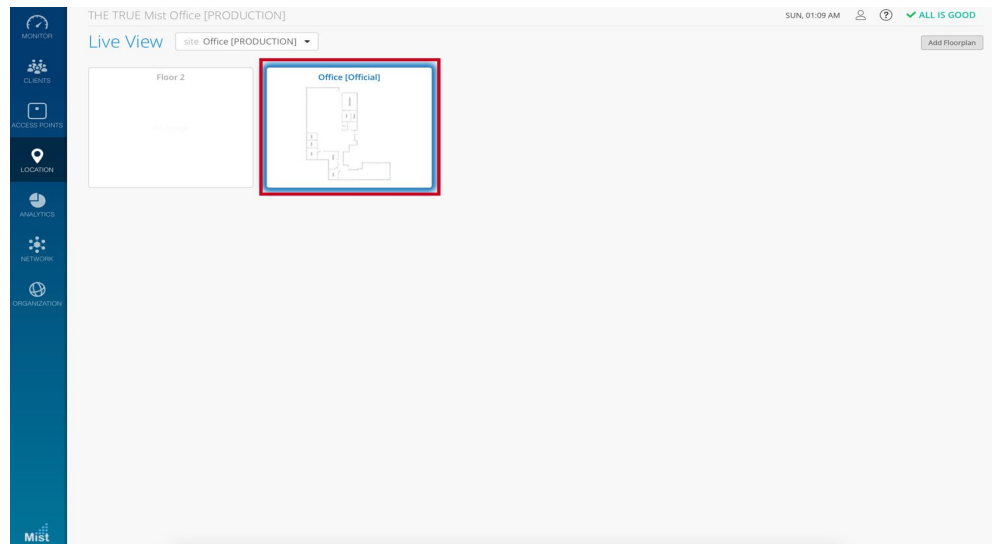 THE TRUE Mist Office [PRODUCTION]
SUN, 01:09 AM
?
ALL IS GOOD
Live View
site Office [PRODUCTION]
Add Floorplan
MONITOR
CLIENTS
ACCESS POINTS
LOCATION
ANALYTICS
NETWORK
ORGANIZATION
Mist
Floor 2
Office [Official]